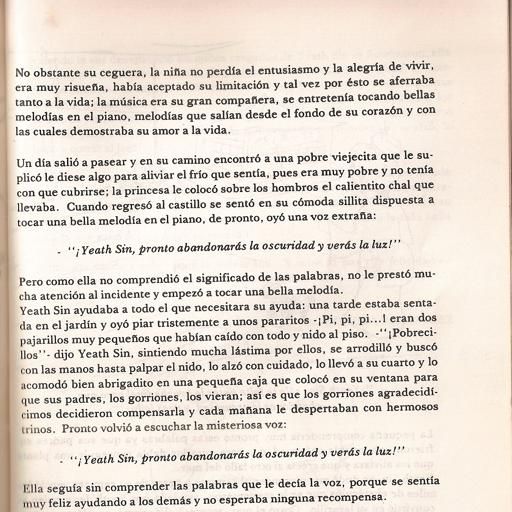 No obstante su ceguera, la niña no perdía el entusiasmo y la alegría de vivir,
era muy risueña, había aceptado su limitación y tal vez por ésto se aferraba
tanto a la vida; la música era su gran compañera, se entretenía tocando bellas
melodías en el piano, melodías que salían desde el fondo de su corazón y con
las cuales demostraba su amor a la vida.
Un día salió a pasear y en su camino encontró a una pobre viejecita que le su-
plicó le diese algo para aliviar el frío que sentía, pues era muy pobre y no tenía
con que cubrirse; la princesa le colocó sobre los hombros el calientito chal que
llevaba. Cuando regresó al castillo se sentó en su cómoda sillita dispuesta a
tocar una bella melodía en el piano, de pronto, oyó una voz extraña:
- "¡Yeath Sin, pronto abandonarás la oscuridad y verás la luz!"
Pero como ella no comprendió el significado de las palabras, no le prestó mu-
cha atención al incidente y empezó a tocar una bella melodía.
Yeath Sin ayudaba a todo el que necesitara su ayuda: una tarde estaba senta-
da en el jardín y oyó piar tristemente a unos pararitos -¡Pi, pi, pi...! eran dos
pajarillos muy pequeños que habían caído con todo y nido al piso. -"¡Pobreci-
llos"- dijo Yeath Sin, sintiendo mucha lástima por ellos, se arrodilló y buscó
con las manos hasta palpar el nido, lo alzó con cuidado, lo llevó a su cuarto y lo
acomodó bien abrigadito en una pequeña caja que colocó en su ventana para
que sus padres, los gorriones, los vieran; así es que los gorriones agradecidí-
cimos decidieron compensarla y cada mañana le despertaban con hermosos
trinos. Pronto volvió a escuchar la misteriosa voz:
- "¡Yeath Sin, pronto abandonarás la oscuridad y verás la luz!"
Ella seguía sin comprender las palabras que le decía la voz, porque se sentía
muy feliz ayudando a los demás y no esperaba ninguna recompensa.